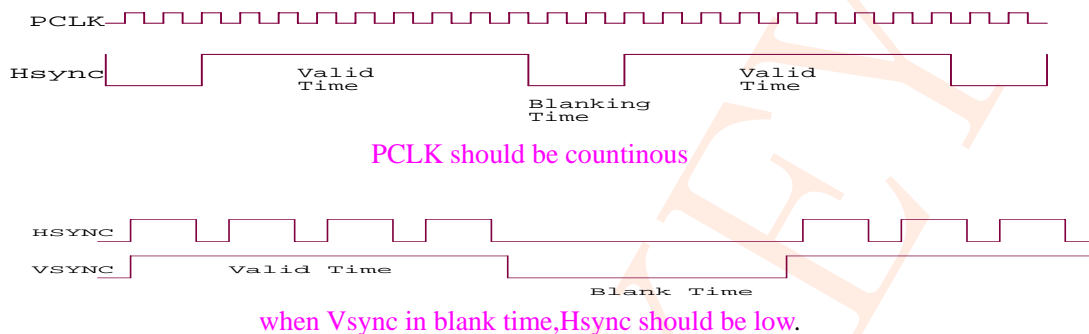 PCLK
Hsync
Valid Time
Valid Time
Blanking Time
PCLK should be countinous
HSYNC
VSYNC
Valid Time
Blank Time
when Vsync in blank time,Hsync should be low.